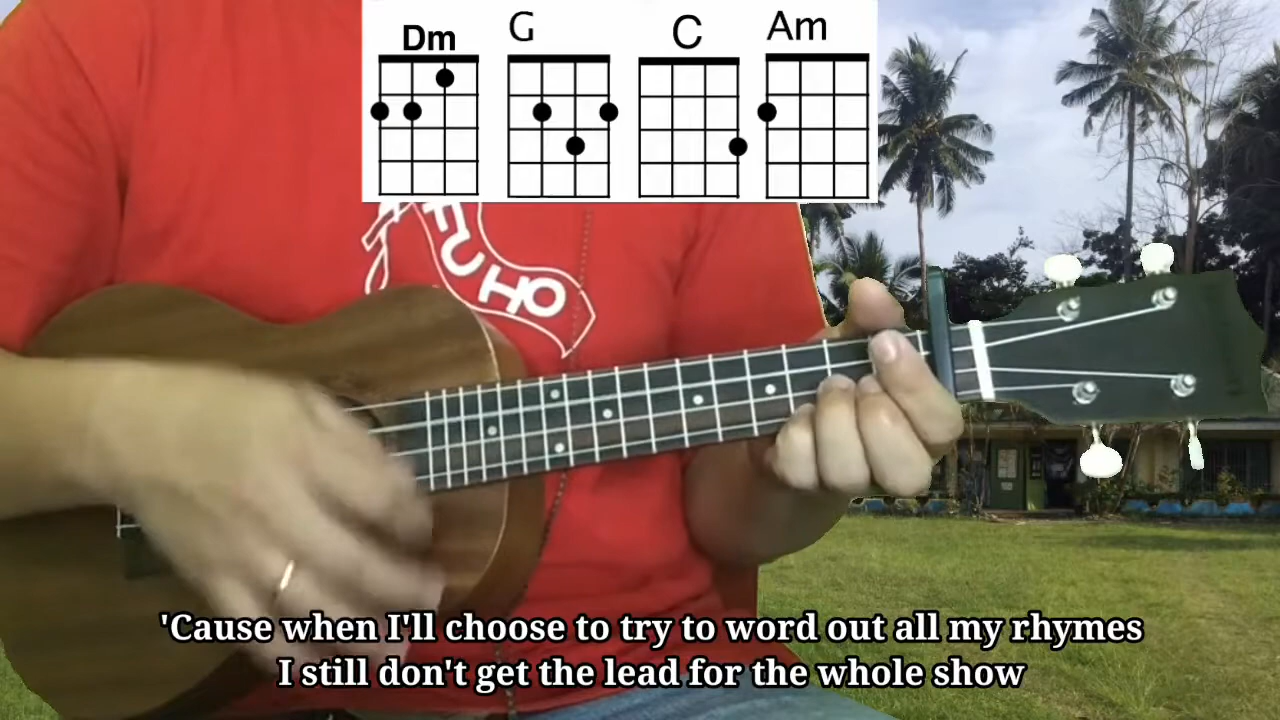 Dm G C Am
FUHO
'Cause when I'll choose to try to word out all my rhymes
I still don't get the lead for the whole show